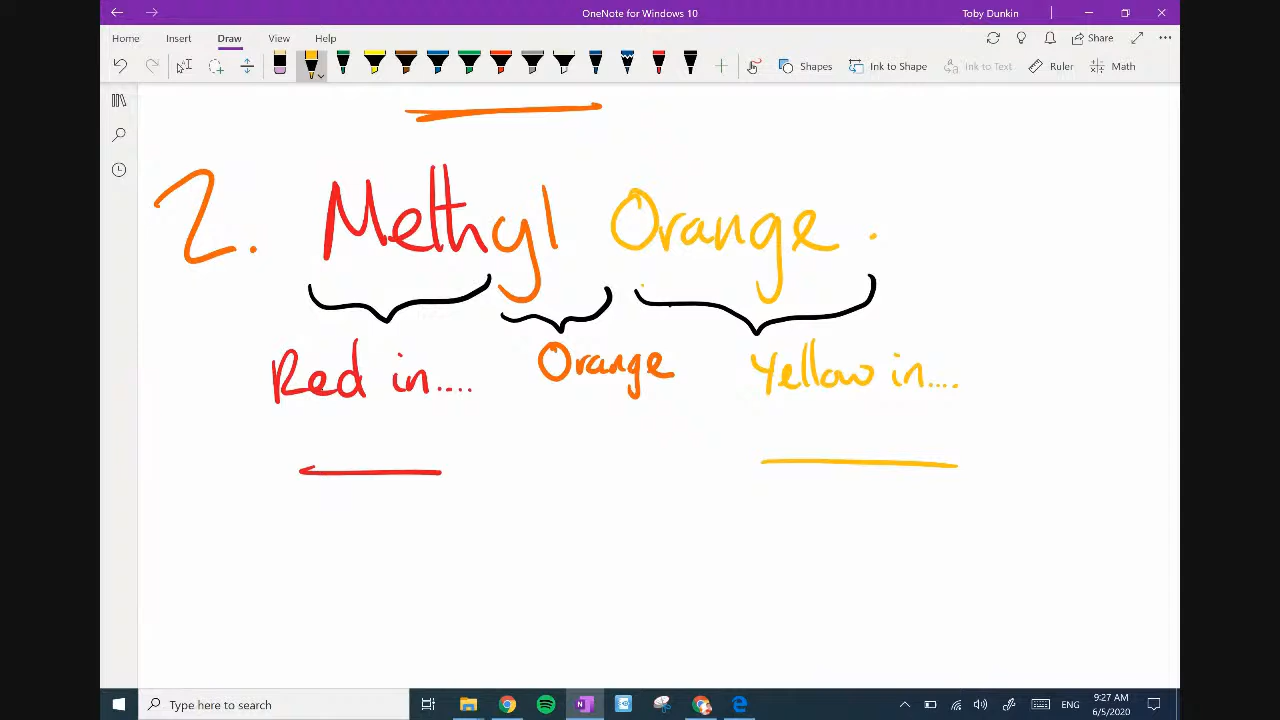 OneNote for Windows 10
Toby Dunkin
Home Insert Draw View Help
Share
Shapes Ink to Shape Ink to Text Ruler Math
2. Methyl Orange.
Red in.... Orange Yellow in....
Type here to search
ENG
9:27 AM
6/5/2020